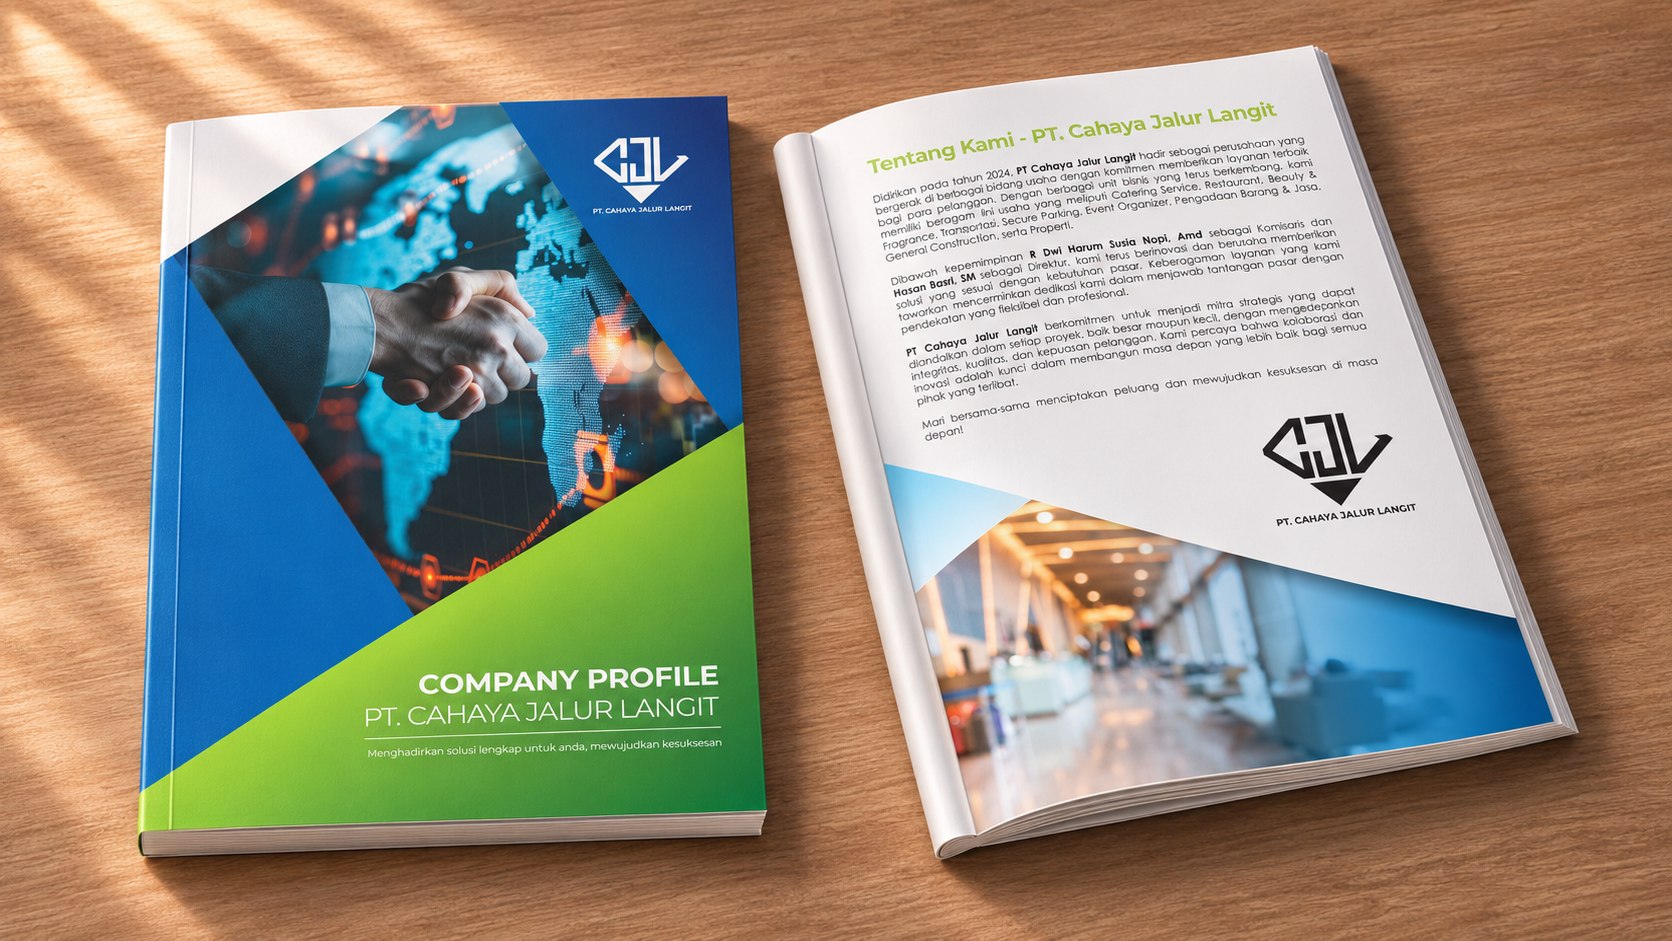 CJL
PT. CAHAYA JALUR LANGIT
COMPANY PROFILE
PT. CAHAYA JALUR LANGIT
Menghadirkan solusi lengkap untuk anda, mewujudkan kesuksesan
Tentang Kami - PT. Cahaya Jalur Langit
Didirikan pada tahun 2024, PT Cahaya Jalur Langit hadir sebagai perusahaan yang
bergerak di berbagai bidang usaha dengan komitmen memberikan layanan terbaik
bagi para pelanggan. Dengan berbagai unit bisnis yang terus berkembang, kami
memiliki beragam lini usaha yang meliputi Catering Service, Restaurant, Beauty &
Fragrance, Transportasi, Secure Parking, Event Organizer, Pengadaan Barang & Jasa,
General Construction, serta Properti.
Dibawah kepemimpinan R Dwi Harum Susia Nopi, Amd sebagai Komisaris dan
Hasan Basri, SM sebagai Direktur, kami terus berinovasi dan berusaha memberikan
solusi yang sesuai dengan kebutuhan pasar. Keberagaman layanan yang kami
tawarkan mencerminkan dedikasi kami dalam menjawab tantangan pasar dengan
pendekatan yang fleksibel dan profesional.
PT Cahaya Jalur Langit berkomitmen untuk menjadi mitra strategis yang dapat
diandalkan dalam setiap proyek, baik besar maupun kecil, dengan mengedepankan
integritas, kualitas, dan kepuasan pelanggan. Kami percaya bahwa kolaborasi dan
inovasi adalah kunci dalam membangun masa depan yang lebih baik bagi semua
pihak yang terlibat.
Mari bersama-sama menciptakan peluang dan mewujudkan kesuksesan di masa
depan!
CJL
PT. CAHAYA JALUR LANGIT